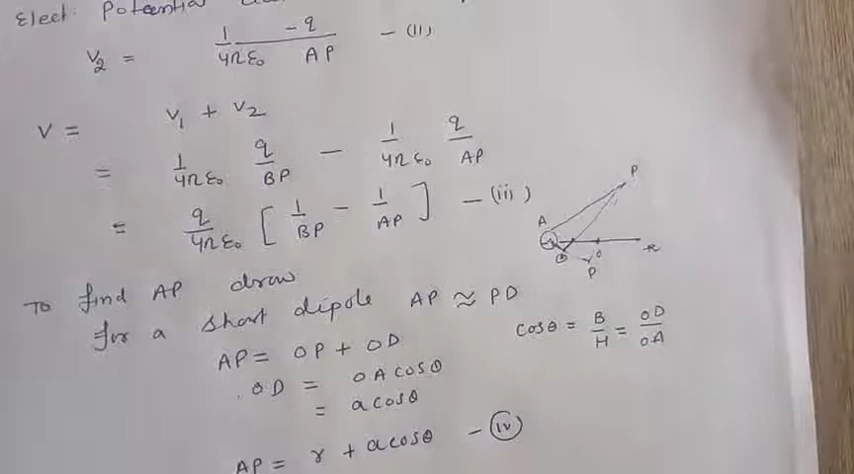 Elect. Potential
V₂ = 1/4πε₀ -q/AP - (ii)
V = V₁ + V₂
= 1/4πε₀ q/BP - 1/4πε₀ q/AP
= q/4πε₀ [1/BP - 1/AP] - (iii)
P
A
To find AP draw
for a short dipole AP ≈ PD
cosθ = B/H = OD/OA
AP = OP + OD
OD = OA cosθ
= a cosθ
AP = r + a cosθ - (iv)